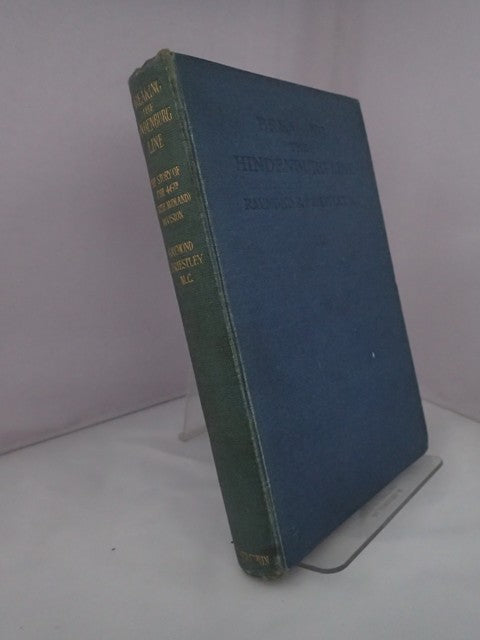 BREAKING
THE
HINDENBURG
LINE
THE STORY OF
THE 46TH
NORTH MIDLAND
DIVISION
RAYMOND
PRIESTLEY
M.C.
BREAKING
THE
HINDENBURG LINE
RAYMOND E. PRIESTLEY